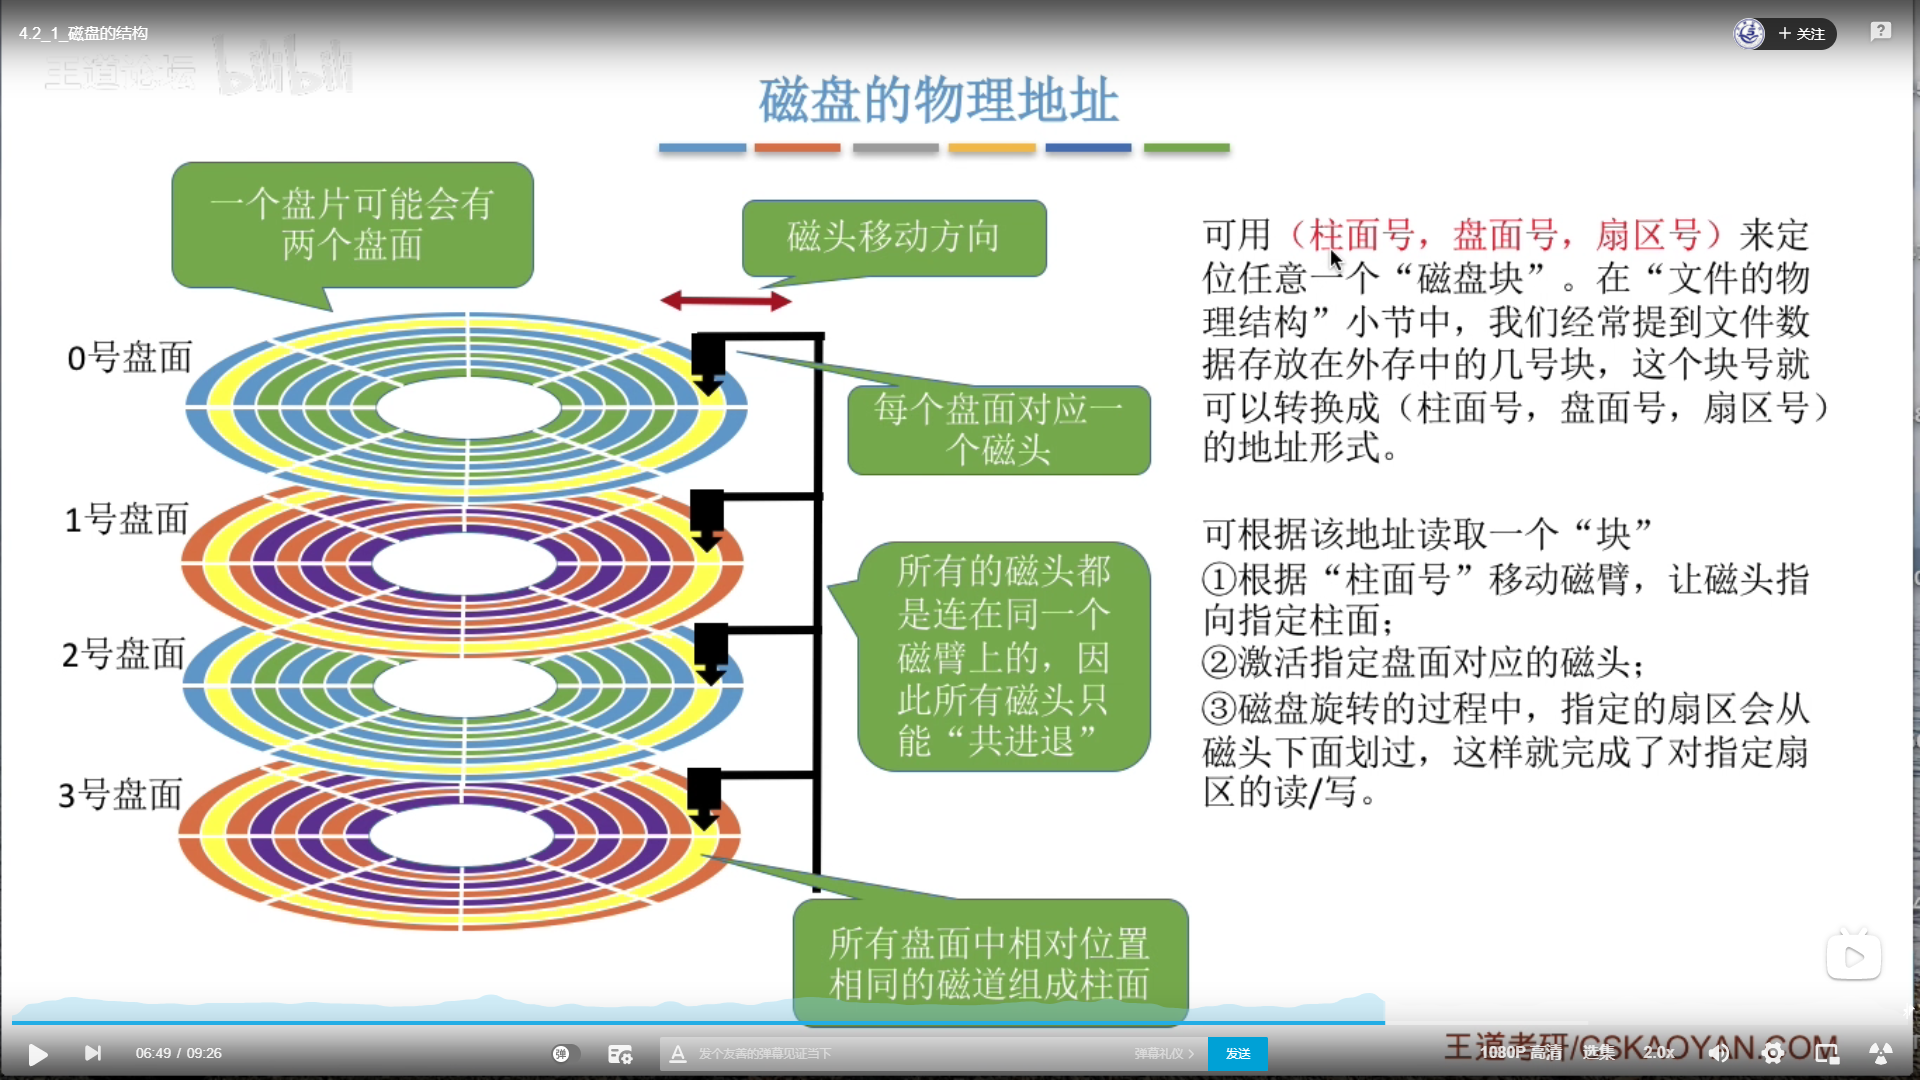 4.2_1_磁盘的结构
+ 关注
王道论坛 bilibili
磁盘的物理地址
一个盘片可能会有
两个盘面
磁头移动方向
0号盘面
每个盘面对应一
个磁头
1号盘面
所有的磁头都
是连在同一个
磁臂上的，因
此所有磁头只
能“共进退”
2号盘面
3号盘面
所有盘面中相对位置
相同的磁道组成柱面
可用（柱面号，盘面号，扇区号）来定
位任意一个“磁盘块”。在“文件的物
理结构”小节中，我们经常提到文件数
据存放在外存中的几号块，这个块号就
可以转换成（柱面号，盘面号，扇区号）
的地址形式。
可根据该地址读取一个“块”
①根据“柱面号”移动磁臂，让磁头指
向指定柱面；
②激活指定盘面对应的磁头；
③磁盘旋转的过程中，指定的扇区会从
磁头下面划过，这样就完成了对指定扇
区的读/写。
王道考研/CSKAOYAN.COM
06:49 / 09:26
弹
发个友善的弹幕见证当下
弹幕礼仪 >
发送
1080P 高清
选集
2.0x